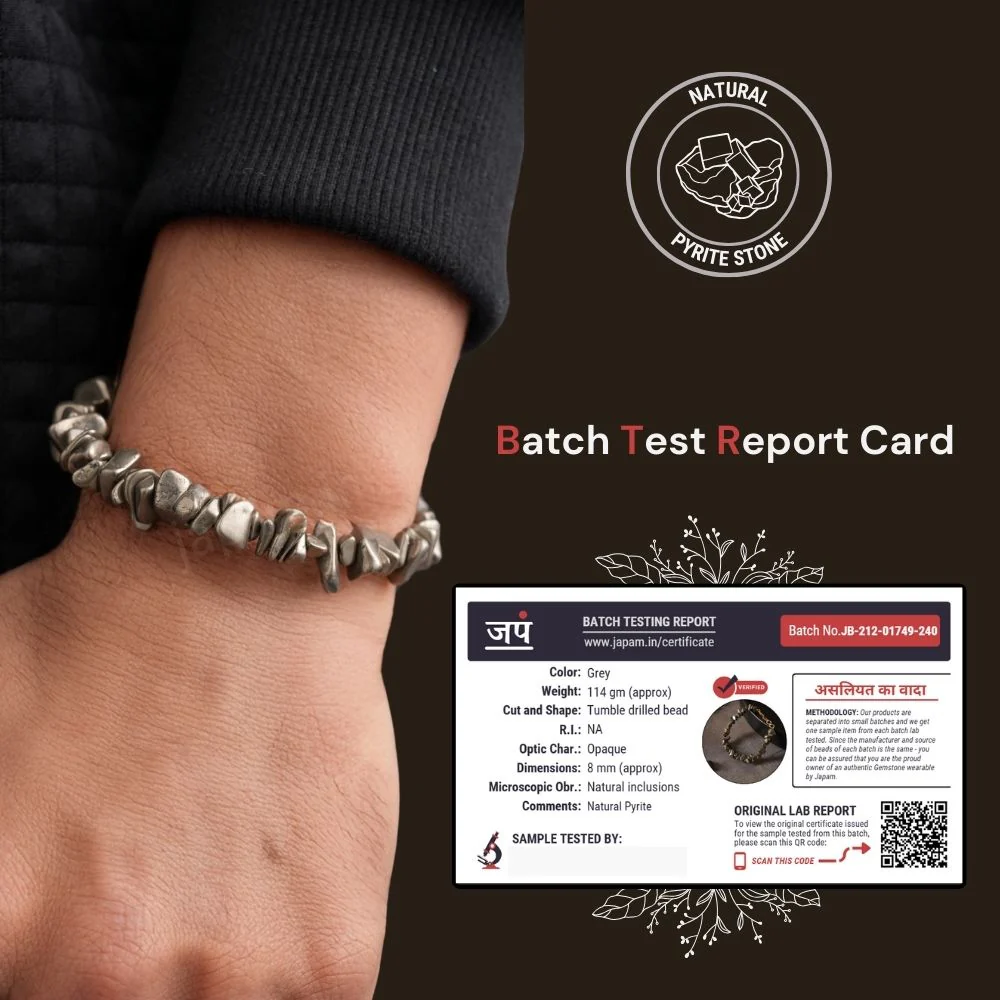 NATURAL
PYRITE STONE
Batch Test Report Card
जपं
BATCH TESTING REPORT
www.japam.in/certificate
Batch No.JB-212-01749-240
Color: Grey
Weight: 114 gm (approx)
Cut and Shape: Tumble drilled bead
R.I.: NA
Optic Char.: Opaque
Dimensions: 8 mm (approx)
Microscopic Obr.: Natural inclusions
Comments: Natural Pyrite
SAMPLE TESTED BY:
VERIFIED
असलियत का वादा
METHODOLOGY: Our products are
separated into small batches and we get
one sample item from each batch lab
tested. Since the manufacturer and source
of beads of each batch is the same - you
can be assured that you are the proud
owner of an authentic Gemstone wearable
by Japam.
ORIGINAL LAB REPORT
To view the original certificate issued
for the sample tested from this batch,
please scan this QR code:
SCAN THIS CODE